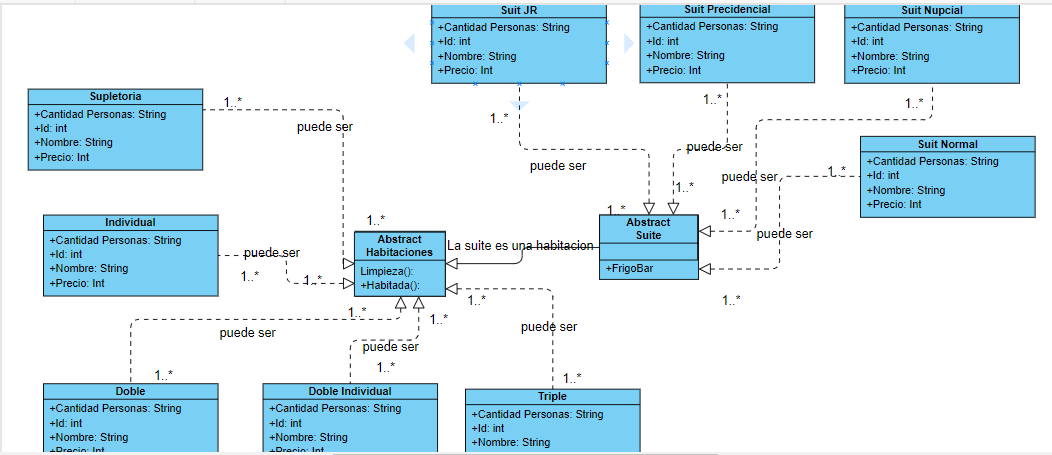 Suit JR
+Cantidad Personas: String
+Id: int
+Nombre: String
+Precio: Int
Suit Precidencial
+Cantidad Personas: String
+Id: int
+Nombre: String
+Precio: Int
Suit Nupcial
+Cantidad Personas: String
+Id: int
+Nombre: String
+Precio: Int
Supletoria
+Cantidad Personas: String
+Id: int
+Nombre: String
+Precio: Int
1..*
puede ser
1..*
puede ser
1..*
puede ser
1..*
1..*
puede ser
1..*
Suit Normal
+Cantidad Personas: String
+Id: int
+Nombre: String
+Precio: Int
1..*
puede ser
Individual
+Cantidad Personas: String
+Id: int
+Nombre: String
+Precio: Int
puede ser
1..*
1..*
1..*
Abstract
Habitaciones
Limpieza():
+Habitada():
La suite es una habitacion
1..*
Abstract
Suite
+FrigoBar
1..*
1..*
puede ser
1..*
puede ser
1..*
1..*
puede ser
1..*
puede ser
1..*
Doble
+Cantidad Personas: String
+Id: int
+Nombre: String
+Precio: Int
Doble Individual
+Cantidad Personas: String
+Id: int
+Nombre: String
+Precio: Int
Triple
+Cantidad Personas: String
+Id: int
+Nombre: String